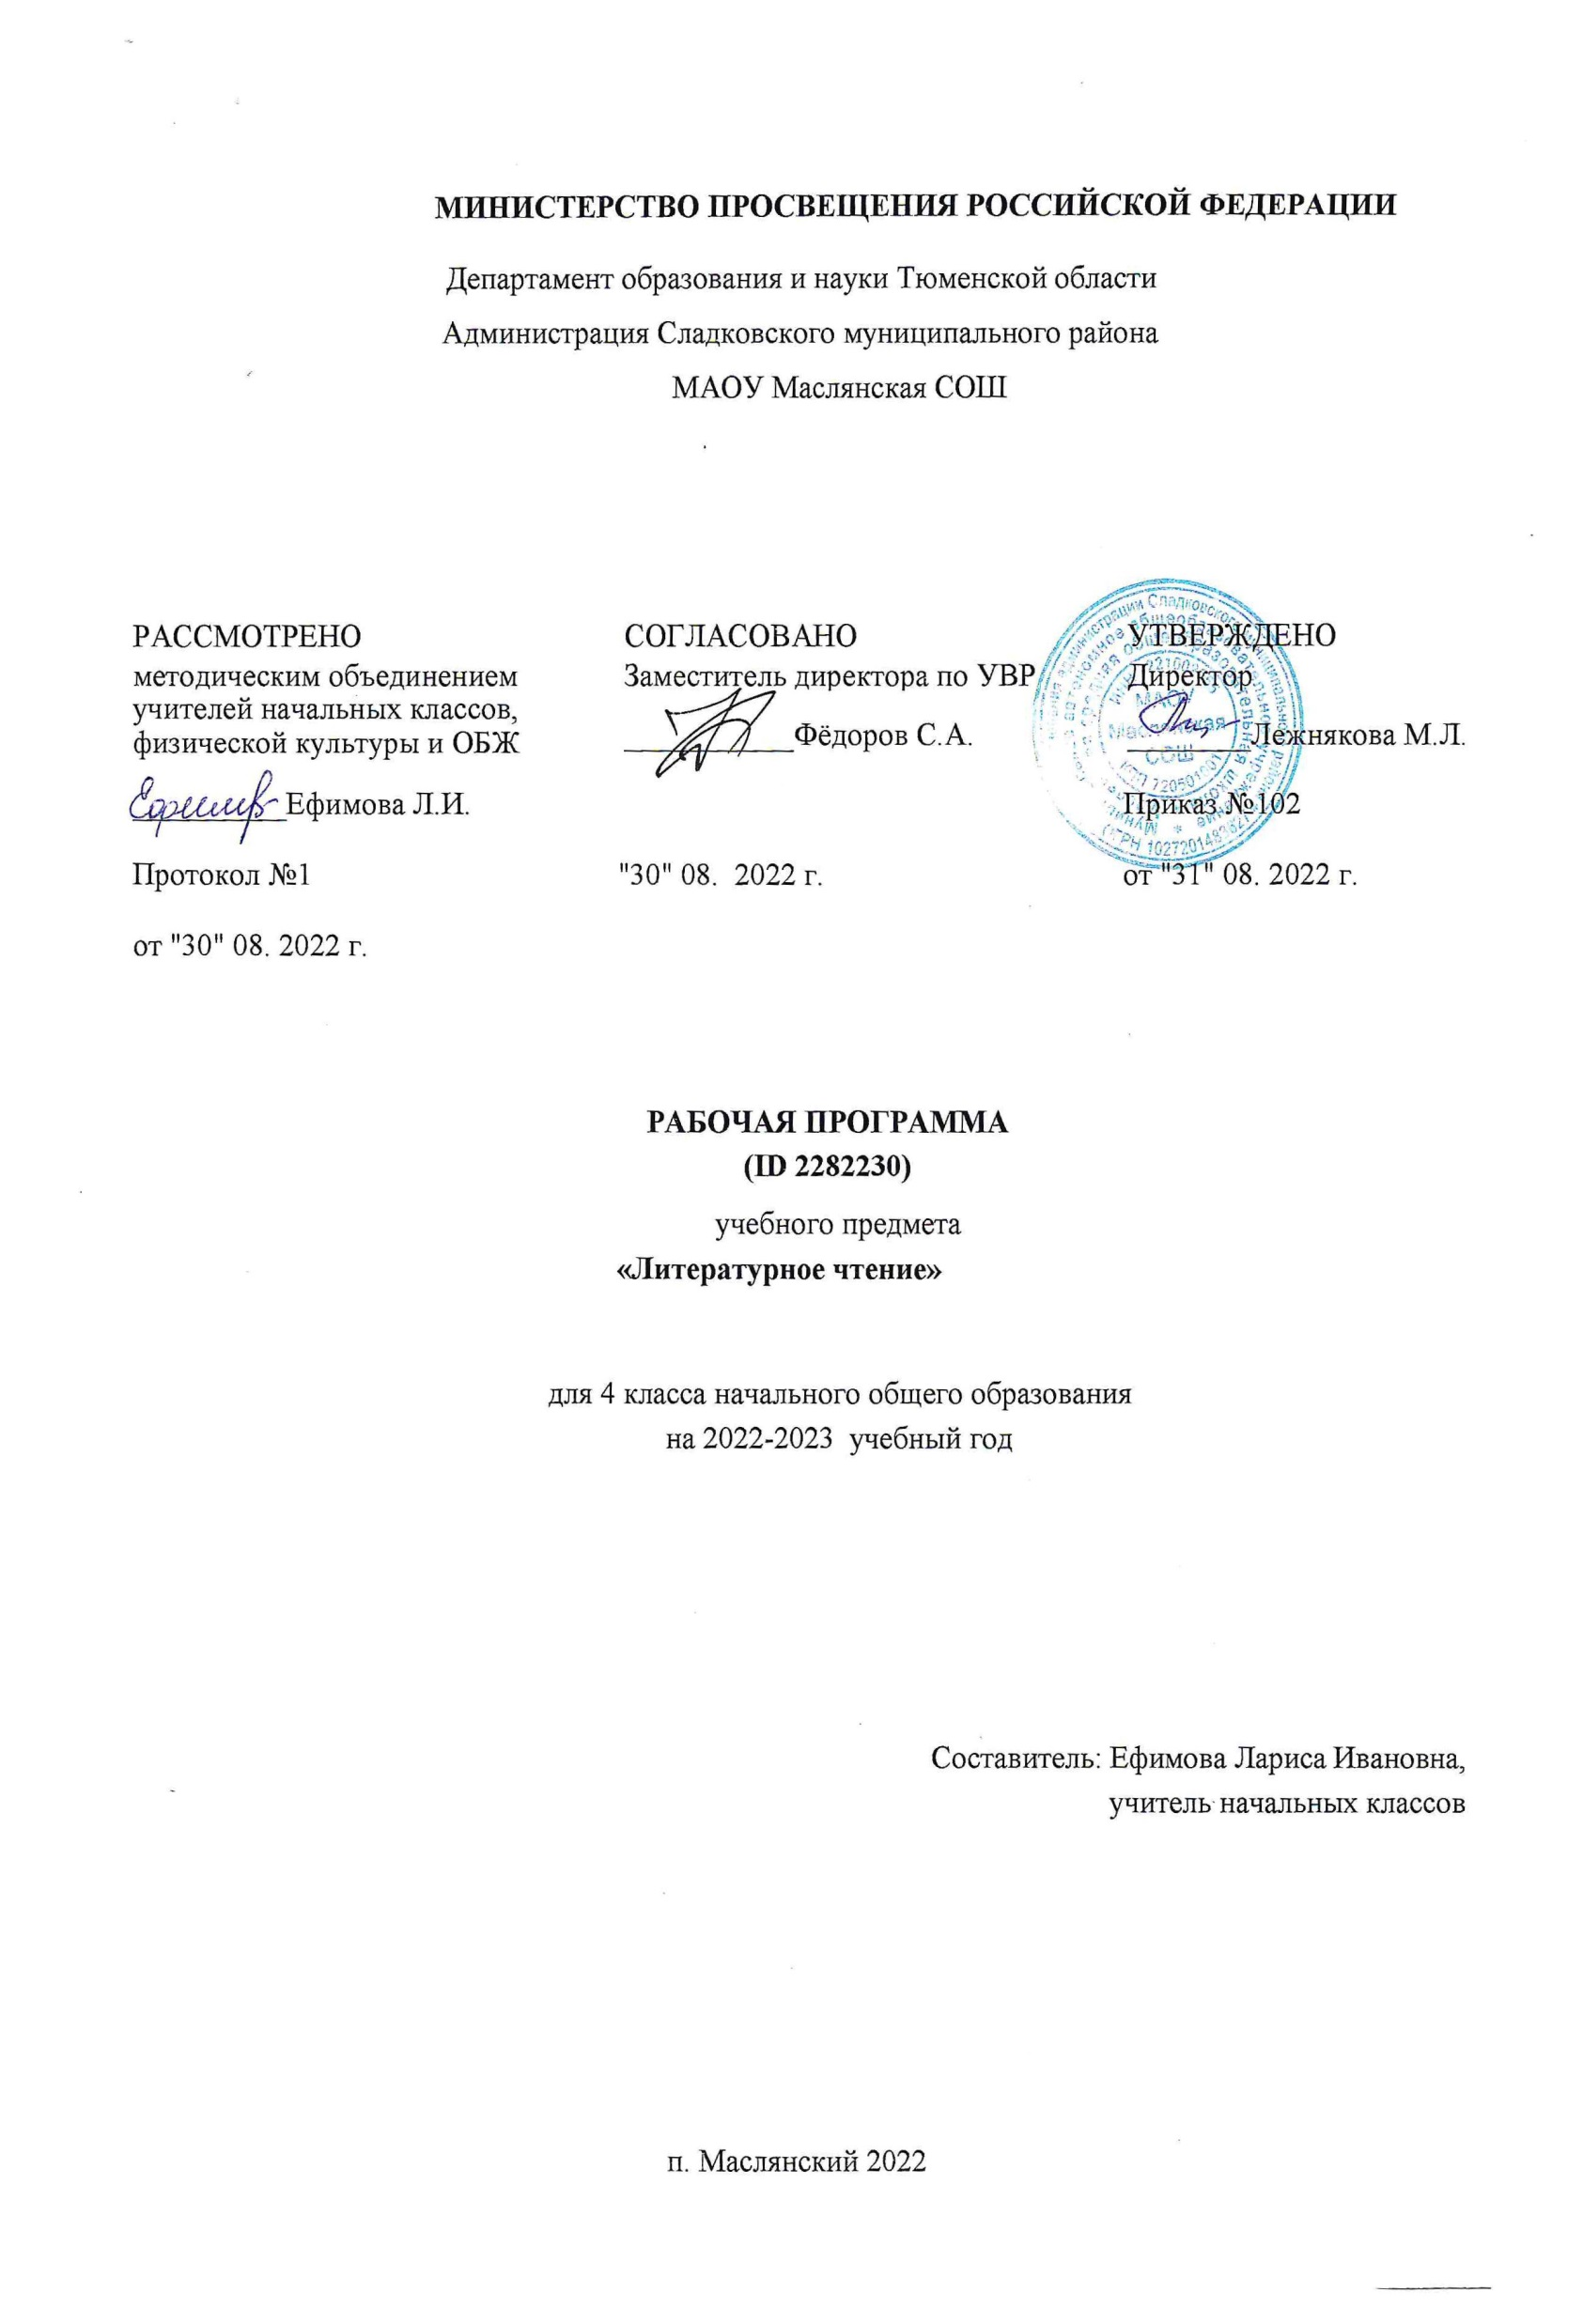 МИНИСТЕРСТВО ПРОСВЕЩЕНИЯ РОССИЙСКОЙ ФЕДЕРАЦИИ
Департамент образования и науки Тюменской области
Администрация Сладковского муниципального района
МАОУ Маслянская СОШ
РАССМОТРЕНО
методическим объединением
учителей начальных классов,
физической культуры и ОБЖ
Ефимова Л.И.
Протокол №1
от "30" 08. 2022 г.
СОГЛАСОВАНО
Заместитель директора по УВР
Фёдоров С.А.
"30" 08. 2022 г.
УТВЕРЖДЕНО
Директор
Лежнякова М.Л.
Приказ №102
от "31" 08. 2022 г.
МАОУ
Маслянская
СОШ
РАБОЧАЯ ПРОГРАММА
(ID 2282230)
учебного предмета
«Литературное чтение»
для 4 класса начального общего образования
на 2022-2023 учебный год
Составитель: Ефимова Лариса Ивановна,
учитель начальных классов
п. Маслянский 2022